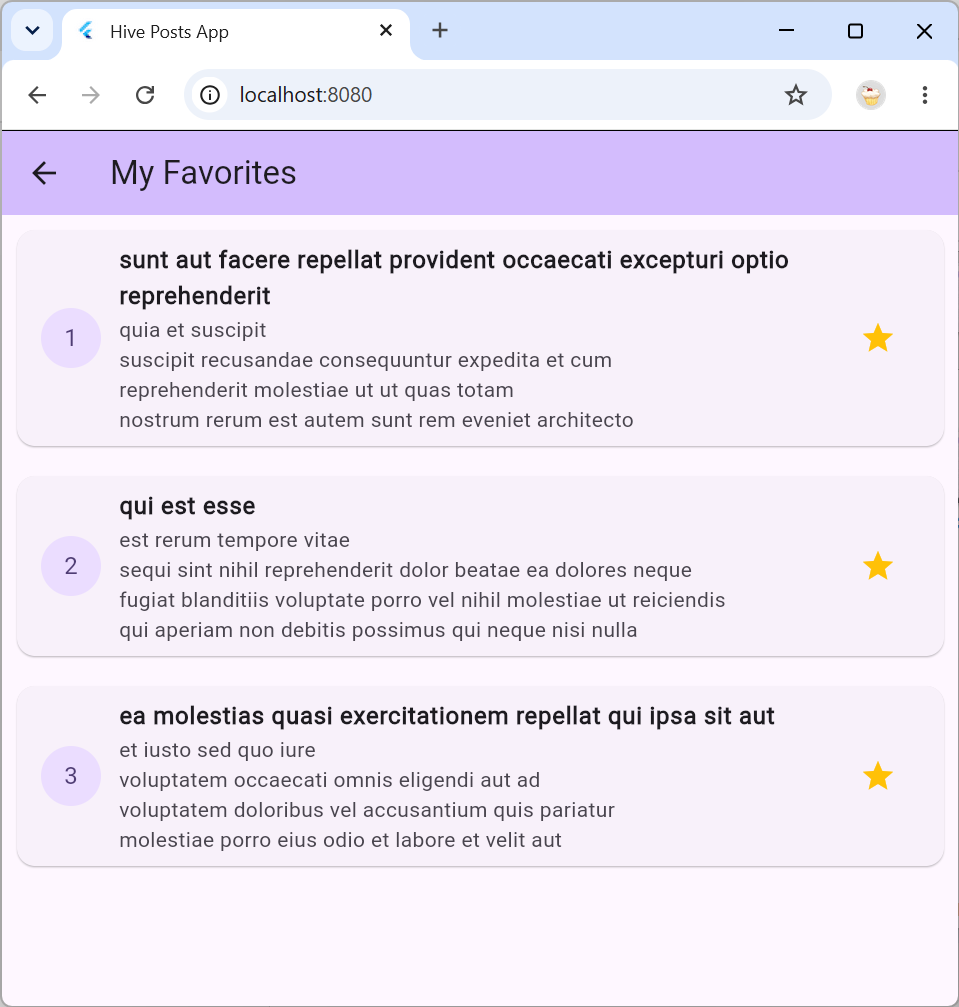 Hive Posts App
localhost:8080
My Favorites
sunt aut facere repellat provident occaecati excepturi optio
reprehenderit
1
quia et suscipit
suscipit recusandae consequuntur expedita et cum
reprehenderit molestiae ut ut quas totam
nostrum rerum est autem sunt rem eveniet architecto
qui est esse
2
est rerum tempore vitae
sequi sint nihil reprehenderit dolor beatae ea dolores neque
fugiat blanditiis voluptate porro vel nihil molestiae ut reiciendis
qui aperiam non debitis possimus qui neque nisi nulla
ea molestias quasi exercitationem repellat qui ipsa sit aut
3
et iusto sed quo iure
voluptatem occaecati omnis eligendi aut ad
voluptatem doloribus vel accusantium quis pariatur
molestiae porro eius odio et labore et velit aut